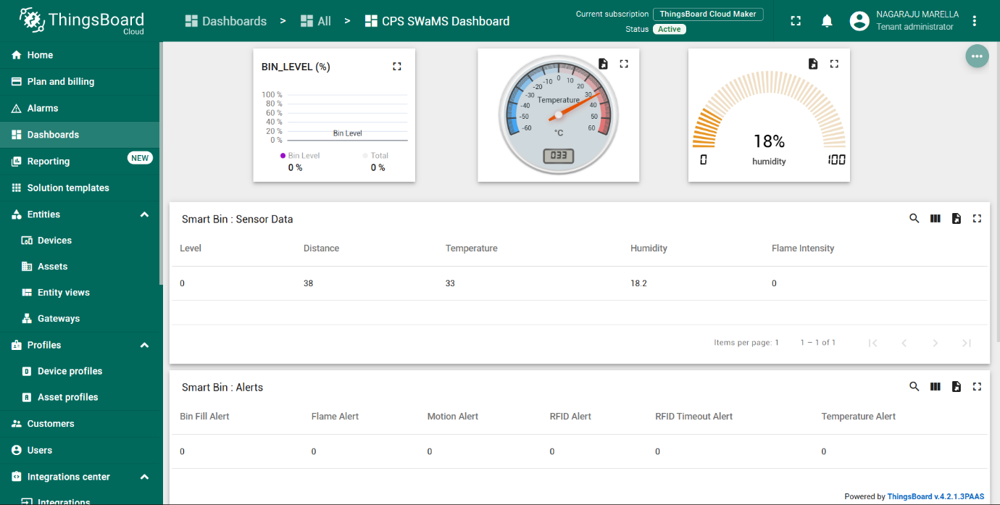 ThingsBoard
Cloud
Dashboards > All > CPS SWaMS Dashboard
Current subscription ThingsBoard Cloud Maker
Status Active
NAGARAJU MARELLA
Tenant administrator
Home
Plan and billing
Alarms
Dashboards
Reporting NEW
Solution templates
Entities
Devices
Assets
Entity views
Gateways
Profiles
Device profiles
Asset profiles
Customers
Users
Integrations center
Integrations
BIN_LEVEL (%)
100 %
80 %
60 %
40 %
20 %
0 %
Bin Level
Bin Level Total
0 % 0 %
-60 -50 -40 -30 -20 -10 0 10 20 30 40 50 60
Temperature
°C
033
18%
0 humidity 100
Smart Bin : Sensor Data
Level Distance Temperature Humidity Flame Intensity
0 38 33 18.2 0
Items per page: 1 1 – 1 of 1
Smart Bin : Alerts
Bin Fill Alert Flame Alert Motion Alert RFID Alert RFID Timeout Alert Temperature Alert
0 0 0 0 0 0
Powered by ThingsBoard v.4.2.1.3PAAS